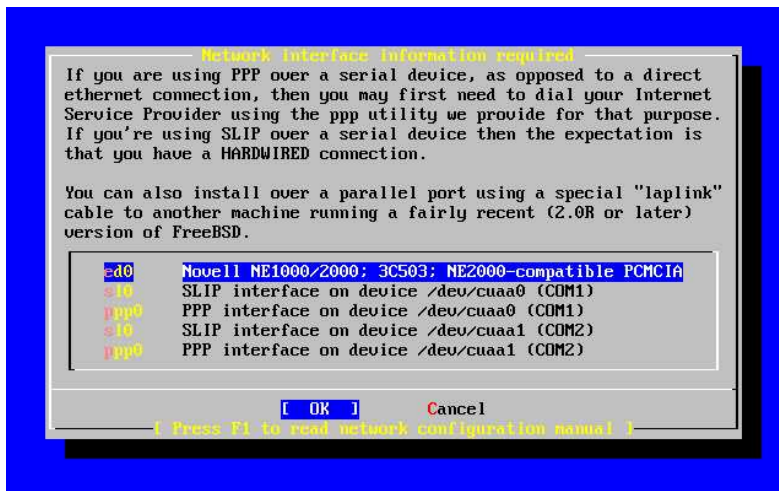 Network interface information required
If you are using PPP over a serial device, as opposed to a direct
ethernet connection, then you may first need to dial your Internet
Service Provider using the ppp utility we provide for that purpose.
If you're using SLIP over a serial device then the expectation is
that you have a HARDWIRED connection.
You can also install over a parallel port using a special "laplink"
cable to another machine running a fairly recent (2.0R or later)
version of FreeBSD.
ed0 Novell NE1000/2000; 3C503; NE2000-compatible PCMCIA
sl0 SLIP interface on device /dev/cuaa0 (COM1)
ppp0 PPP interface on device /dev/cuaa0 (COM1)
sl0 SLIP interface on device /dev/cuaa1 (COM2)
ppp0 PPP interface on device /dev/cuaa1 (COM2)
[ OK ] Cancel
[ Press F1 to read network configuration manual ]